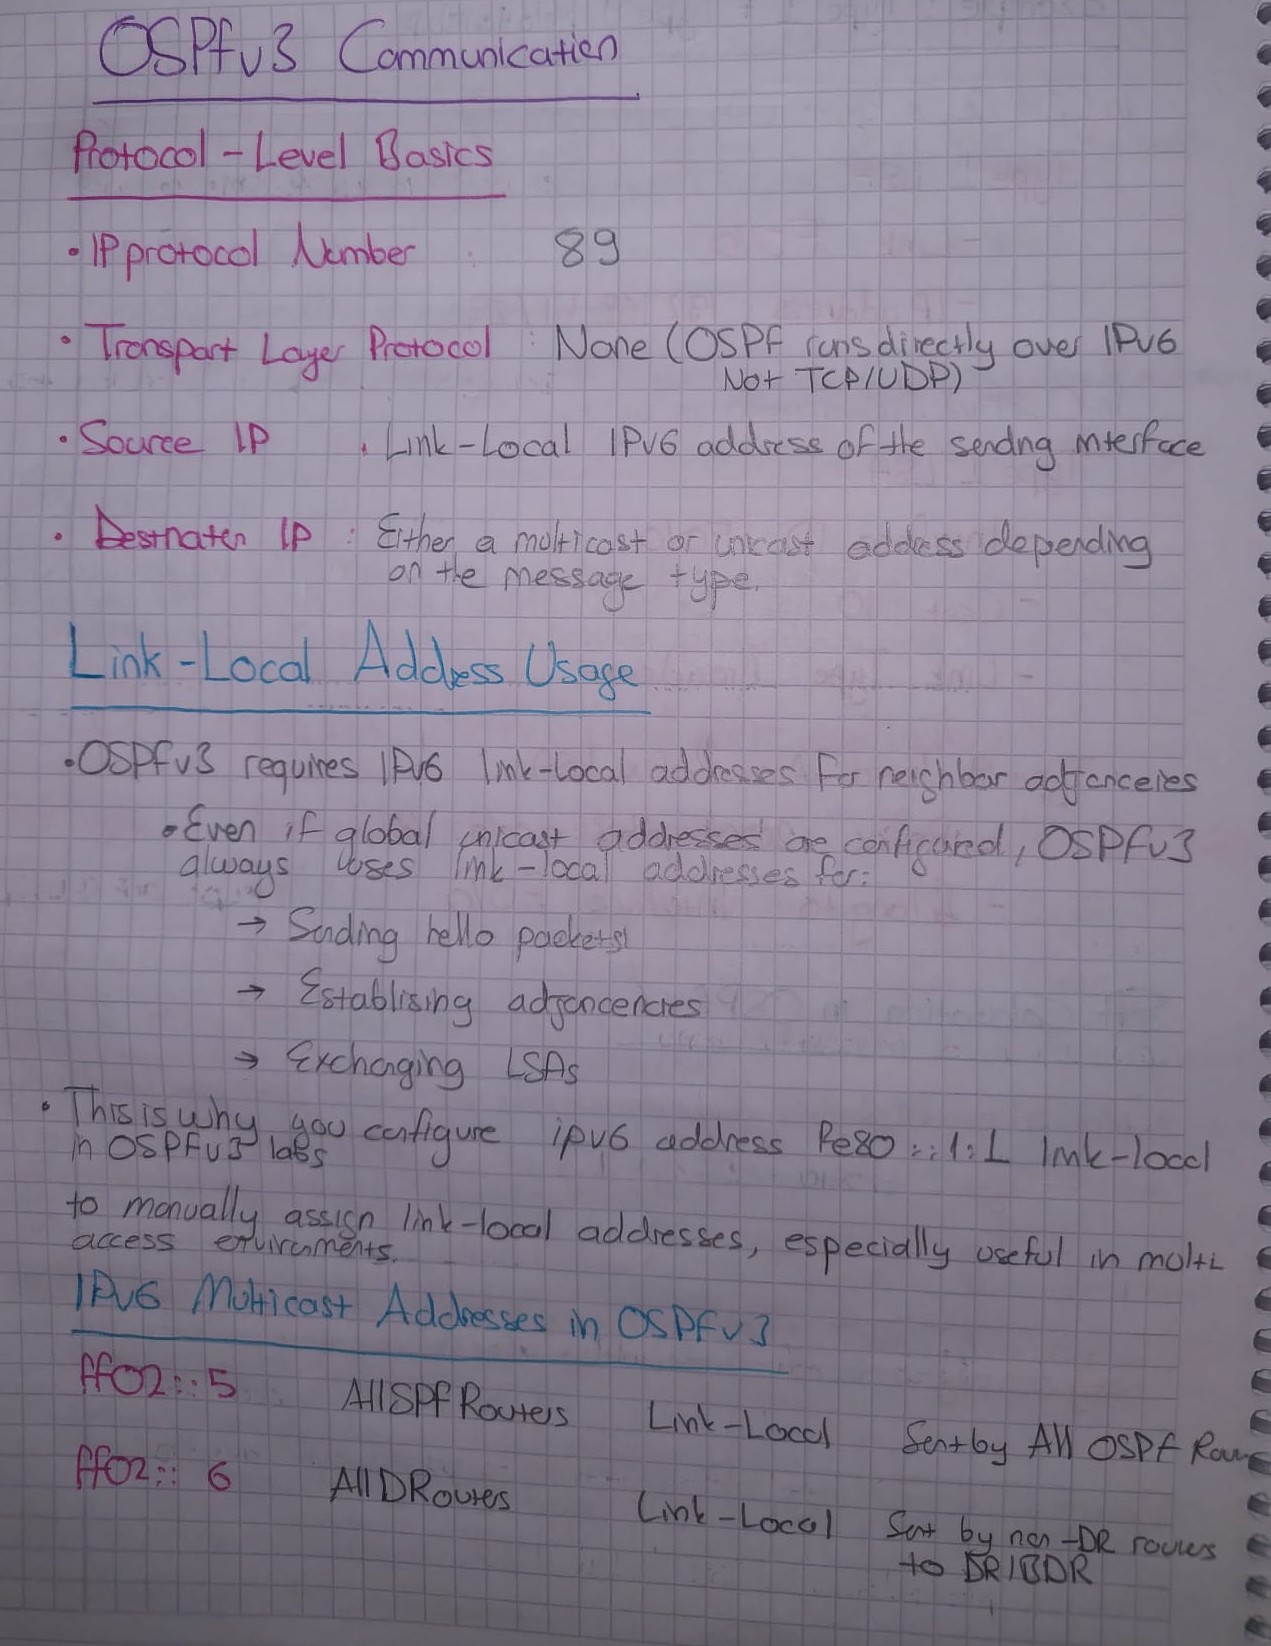 OSPFv3 Communication
Protocol-Level Basics
• IP protocol Number : 89
• Transport Layer Protocol : None (OSPF runs directly over IPv6
Not TCP/UDP)
• Source IP : Link-Local IPv6 address of the sending interface
• Destination IP : Either a multicast or unicast address depending
on the message type.
Link-Local Address Usage
• OSPFv3 requires IPv6 link-local addresses for neighbor adjancecies
• Even if global unicast addresses are configured, OSPFv3
always uses link-local addresses for:
→ Sending hello packets
→ Establising adjancencies
→ Exchanging LSAs
• This is why you configure ipv6 address fe80::1:1 link-local
in OSPFv3 labs
to manually assign link-local addresses, especially useful in multi
access enviroments.
IPv6 Multicast Addresses in OSPFv3
ff02::5 AllSPFRouters Link-Local Sent by All OSPF Rou
ff02::6 AllDRouters Link-Local Sent by non-DR routers
to DR/BDR